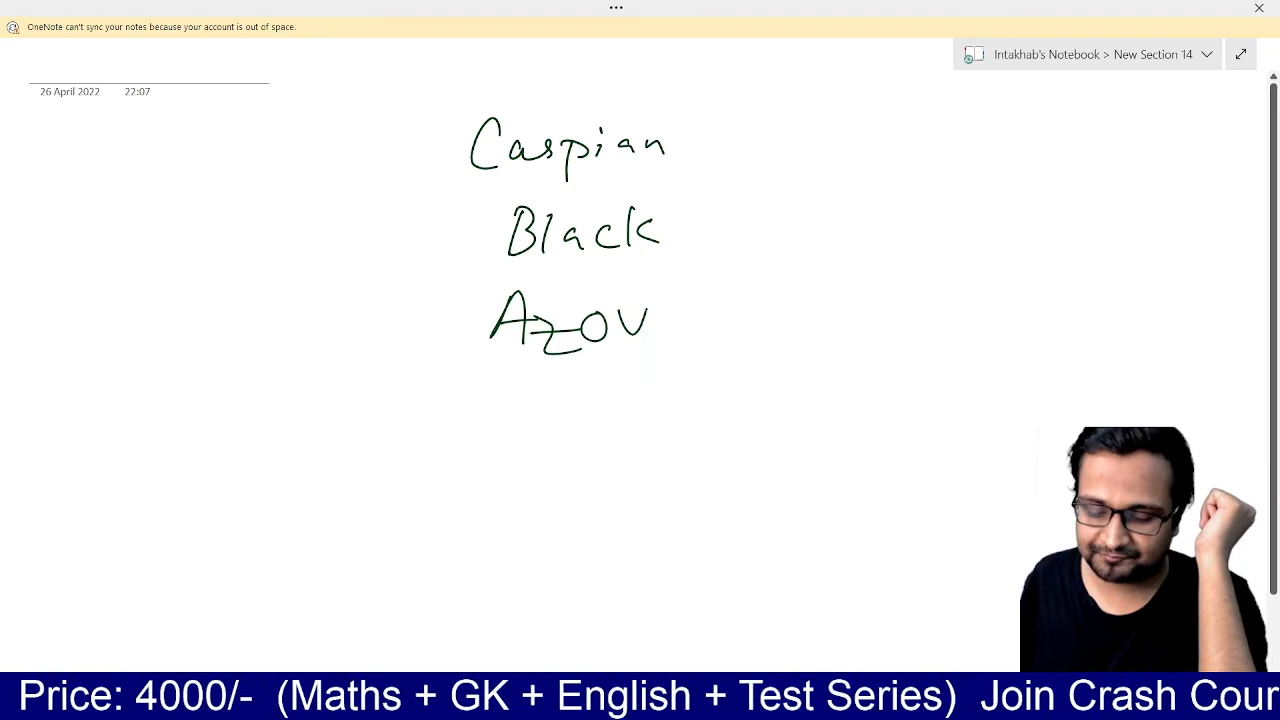 OneNote can't sync your notes because your account is out of space.
Intakhab's Notebook > New Section 14
26 April 2022 22:07
Caspian
Black
Azov
Price: 4000/- (Maths + GK + English + Test Series) Join Crash Cour